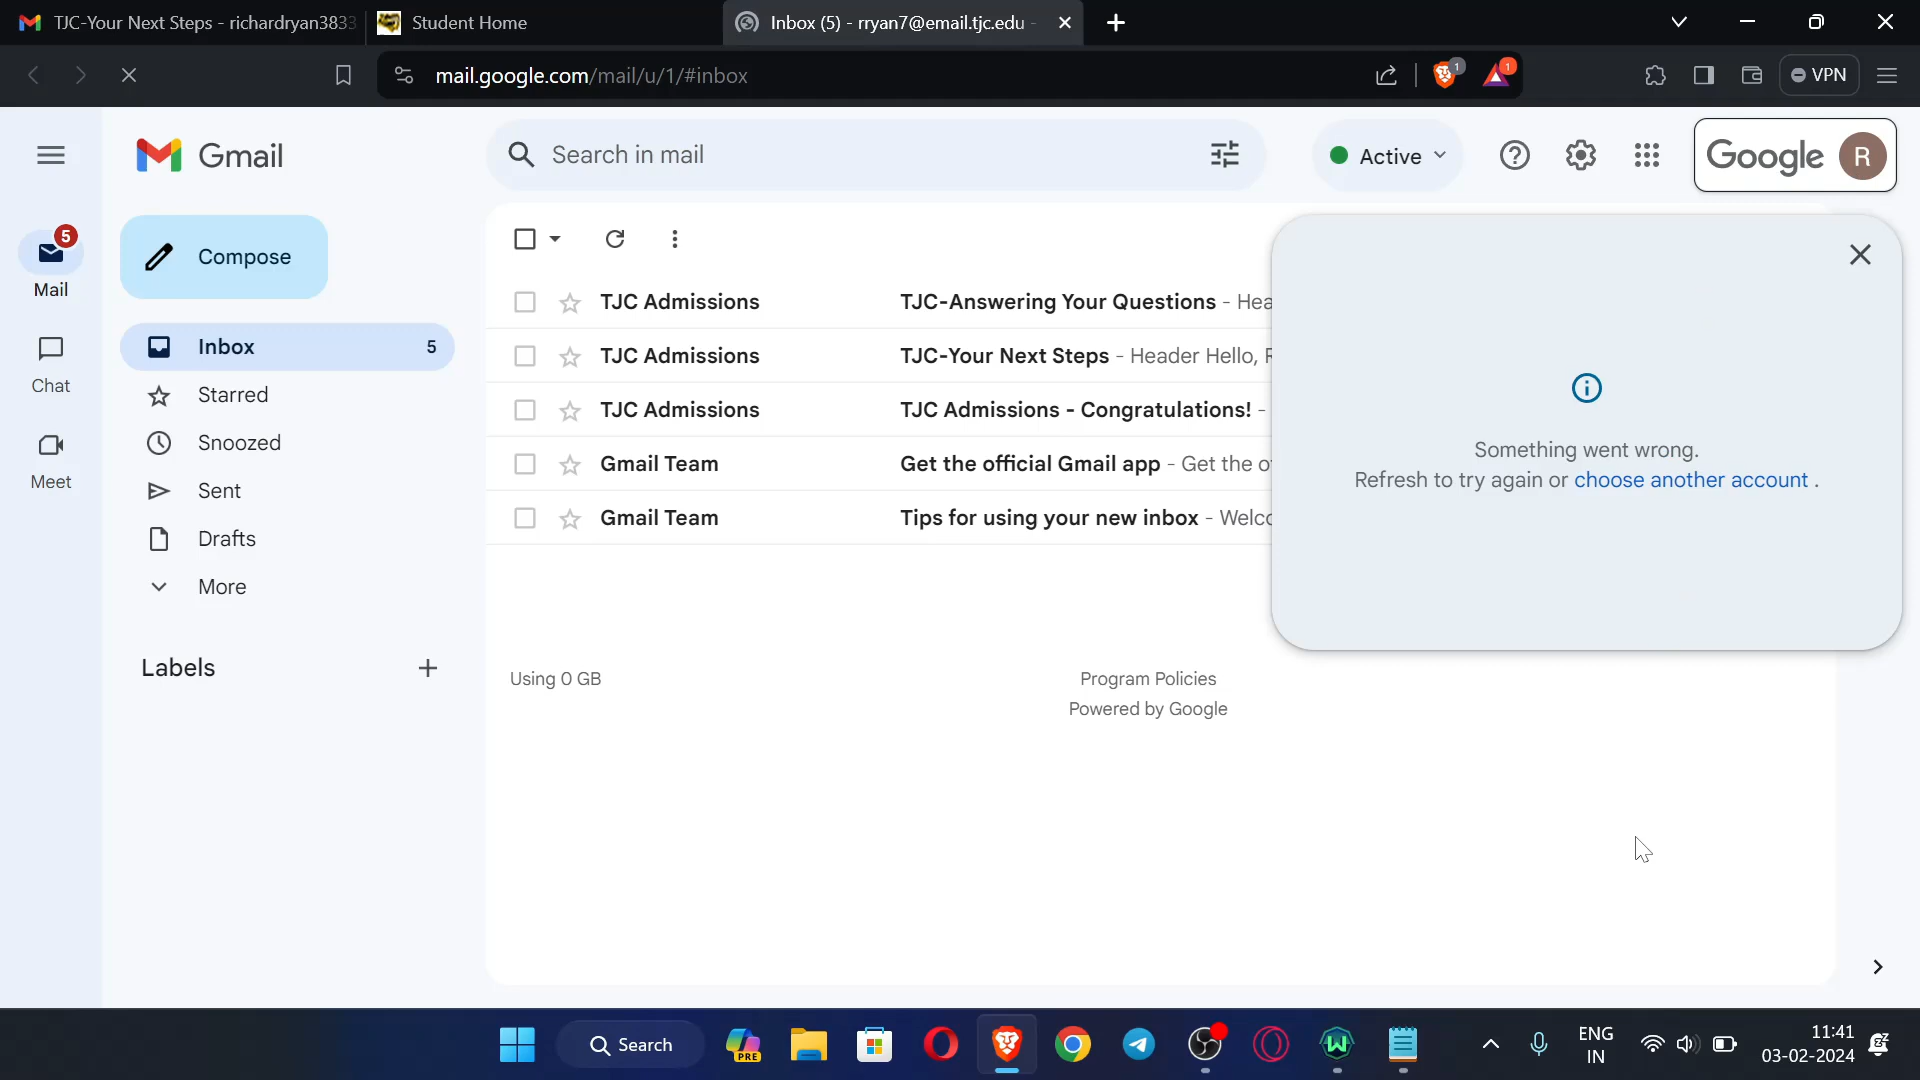 TJC-Your Next Steps - richardryan3833
Student Home
Inbox (5) - rryan7@email.tjc.edu -
mail.google.com/mail/u/1/#inbox
1
1
VPN
Gmail
Search in mail
Active
Google
R
5
Mail
Chat
Meet
Compose
Inbox 5
Starred
Snoozed
Sent
Drafts
More
Labels
TJC Admissions TJC-Answering Your Questions - Hea
TJC Admissions TJC-Your Next Steps - Header Hello, R
TJC Admissions TJC Admissions - Congratulations! -
Gmail Team Get the official Gmail app - Get the o
Gmail Team Tips for using your new inbox - Welc
Something went wrong.
Refresh to try again or choose another account .
Using 0 GB
Program Policies
Powered by Google
Search
PRE
ENG
IN
11:41
03-02-2024